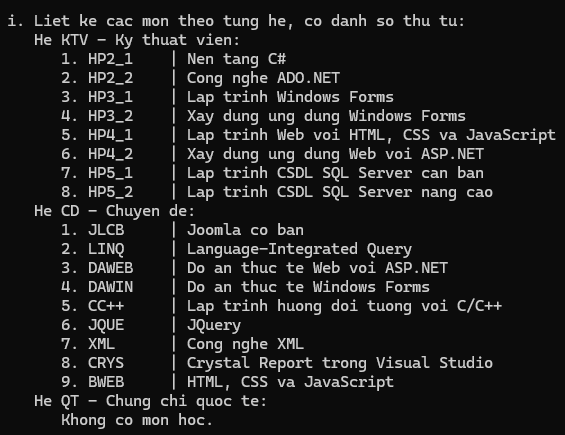 i. Liet ke cac mon theo tung he, co danh so thu tu:
He KTV - Ky thuat vien:
1. HP2_1 | Nen tang C#
2. HP2_2 | Cong nghe ADO.NET
3. HP3_1 | Lap trinh Windows Forms
4. HP3_2 | Xay dung ung dung Windows Forms
5. HP4_1 | Lap trinh Web voi HTML, CSS va JavaScript
6. HP4_2 | Xay dung ung dung Web voi ASP.NET
7. HP5_1 | Lap trinh CSDL SQL Server can ban
8. HP5_2 | Lap trinh CSDL SQL Server nang cao
He CD - Chuyen de:
1. JLCB | Joomla co ban
2. LINQ | Language-Integrated Query
3. DAWEB | Do an thuc te Web voi ASP.NET
4. DAWIN | Do an thuc te Windows Forms
5. CC++ | Lap trinh huong doi tuong voi C/C++
6. JQUE | JQuery
7. XML | Cong nghe XML
8. CRYS | Crystal Report trong Visual Studio
9. BWEB | HTML, CSS va JavaScript
He QT - Chung chi quoc te:
Khong co mon hoc.